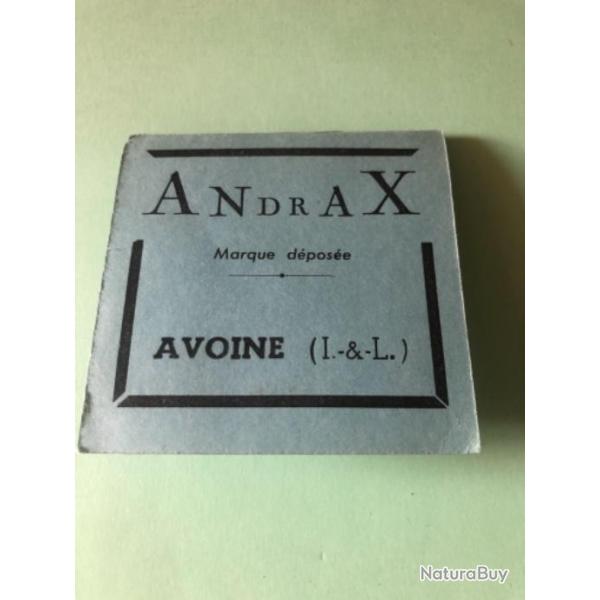 ANDRAX
Marque déposée
AVOINE (I.-&-L.)
NaturaBuy